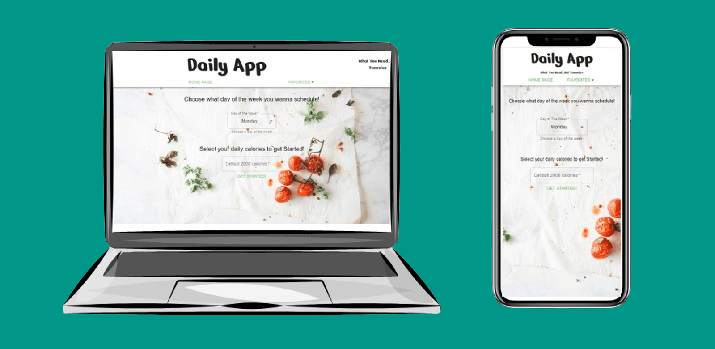 Daily App
What You Need,
HOME PAGE
FAVORITES ▾
Choose what day of the week you wanna schedule!
Day of The Week *
Monday
Choose a day of the week
Select your daily calories to get Started!
Default 2000 calories *
GET STARTED!
Daily App
What You Need,
HOME PAGE
FAVORITES ▾
Choose what day of the week you wanna schedule!
Day of The Week *
Monday
Choose a day of the week
Select your daily calories to get Started!
Default 2000 calories *
GET STARTED!